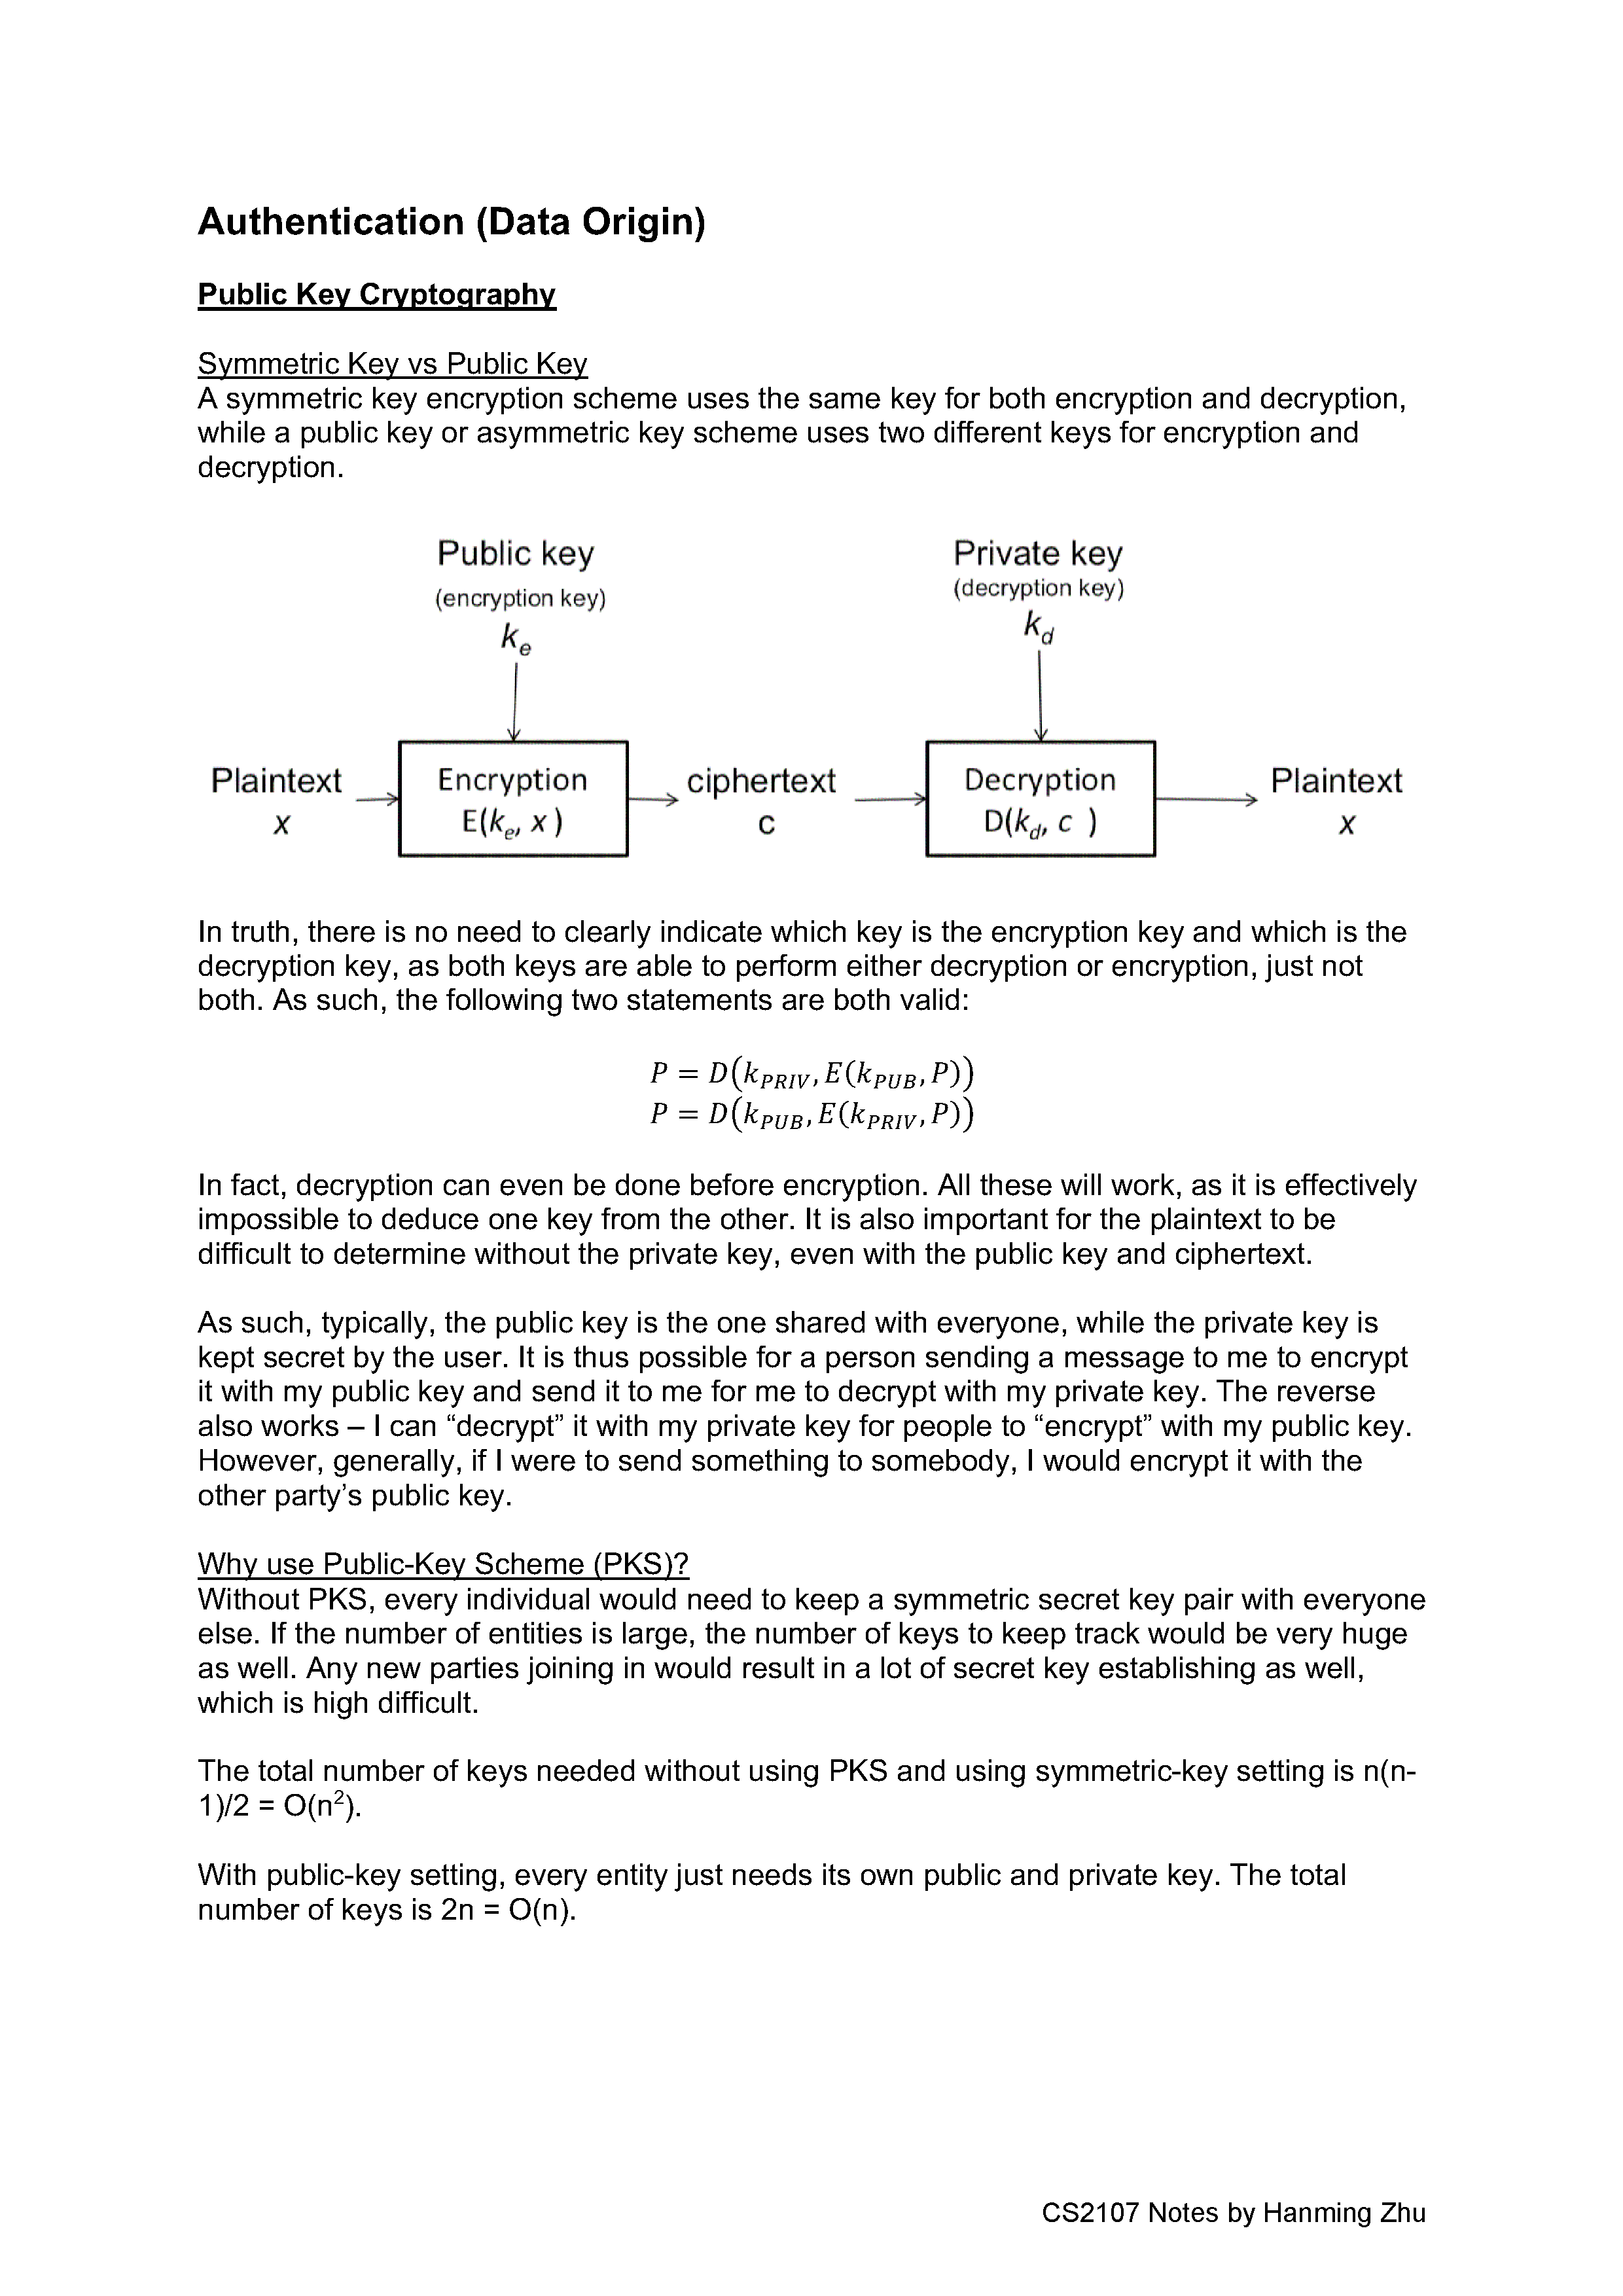 Authentication (Data Origin)
Public Key Cryptography
Symmetric Key vs Public Key
A symmetric key encryption scheme uses the same key for both encryption and decryption,
while a public key or asymmetric key scheme uses two different keys for encryption and
decryption.
Public key
(encryption key)
kₑ
Private key
(decryption key)
k_d
Plaintext
x
Encryption
E(kₑ, x )
ciphertext
c
Decryption
D(k_d, c )
Plaintext
x
In truth, there is no need to clearly indicate which key is the encryption key and which is the
decryption key, as both keys are able to perform either decryption or encryption, just not
both. As such, the following two statements are both valid:
P = D(k_PRIV, E(k_PUB, P))
P = D(k_PUB, E(k_PRIV, P))
In fact, decryption can even be done before encryption. All these will work, as it is effectively
impossible to deduce one key from the other. It is also important for the plaintext to be
difficult to determine without the private key, even with the public key and ciphertext.
As such, typically, the public key is the one shared with everyone, while the private key is
kept secret by the user. It is thus possible for a person sending a message to me to encrypt
it with my public key and send it to me for me to decrypt with my private key. The reverse
also works – I can “decrypt” it with my private key for people to “encrypt” with my public key.
However, generally, if I were to send something to somebody, I would encrypt it with the
other party’s public key.
Why use Public-Key Scheme (PKS)?
Without PKS, every individual would need to keep a symmetric secret key pair with everyone
else. If the number of entities is large, the number of keys to keep track would be very huge
as well. Any new parties joining in would result in a lot of secret key establishing as well,
which is high difficult.
The total number of keys needed without using PKS and using symmetric-key setting is n(n-
1)/2 = O(n²).
With public-key setting, every entity just needs its own public and private key. The total
number of keys is 2n = O(n).
CS2107 Notes by Hanming Zhu